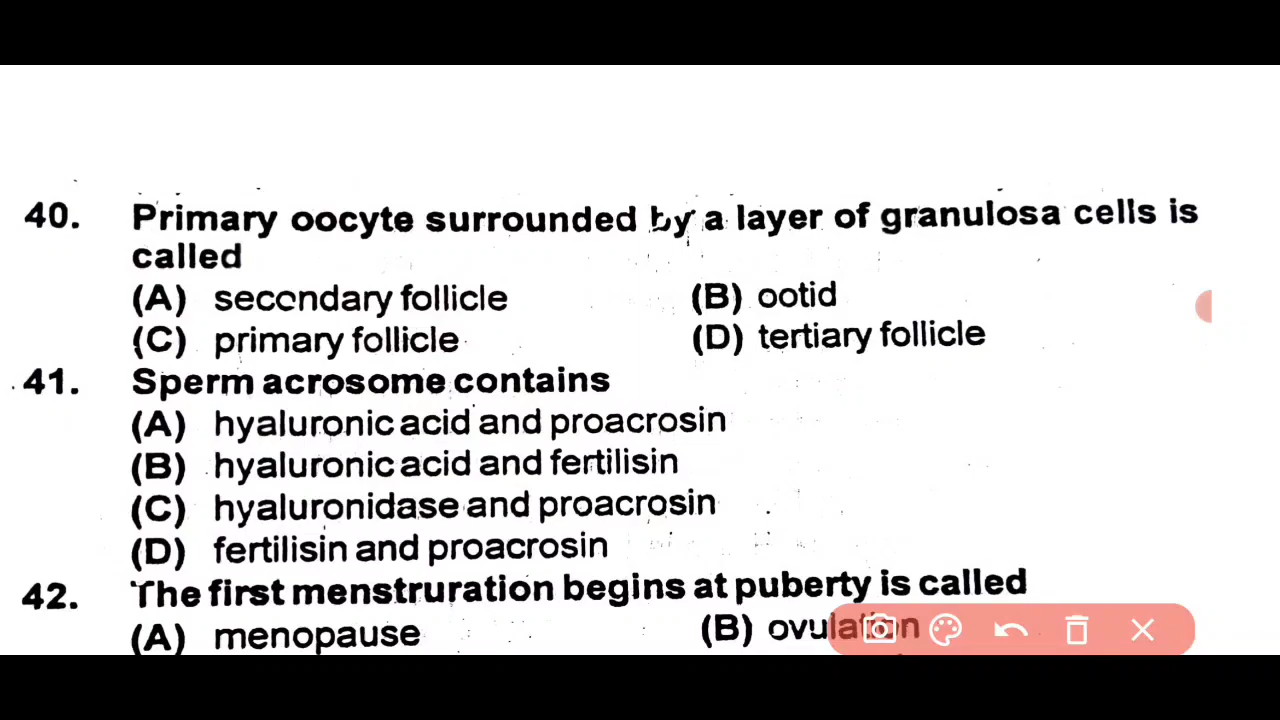 40. Primary oocyte surrounded by a layer of granulosa cells is
called
(A) secondary follicle (B) ootid
(C) primary follicle (D) tertiary follicle
41. Sperm acrosome contains
(A) hyaluronic acid and proacrosin
(B) hyaluronic acid and fertilisin
(C) hyaluronidase and proacrosin
(D) fertilisin and proacrosin
42. The first menstruration begins at puberty is called
(A) menopause (B) ovulation